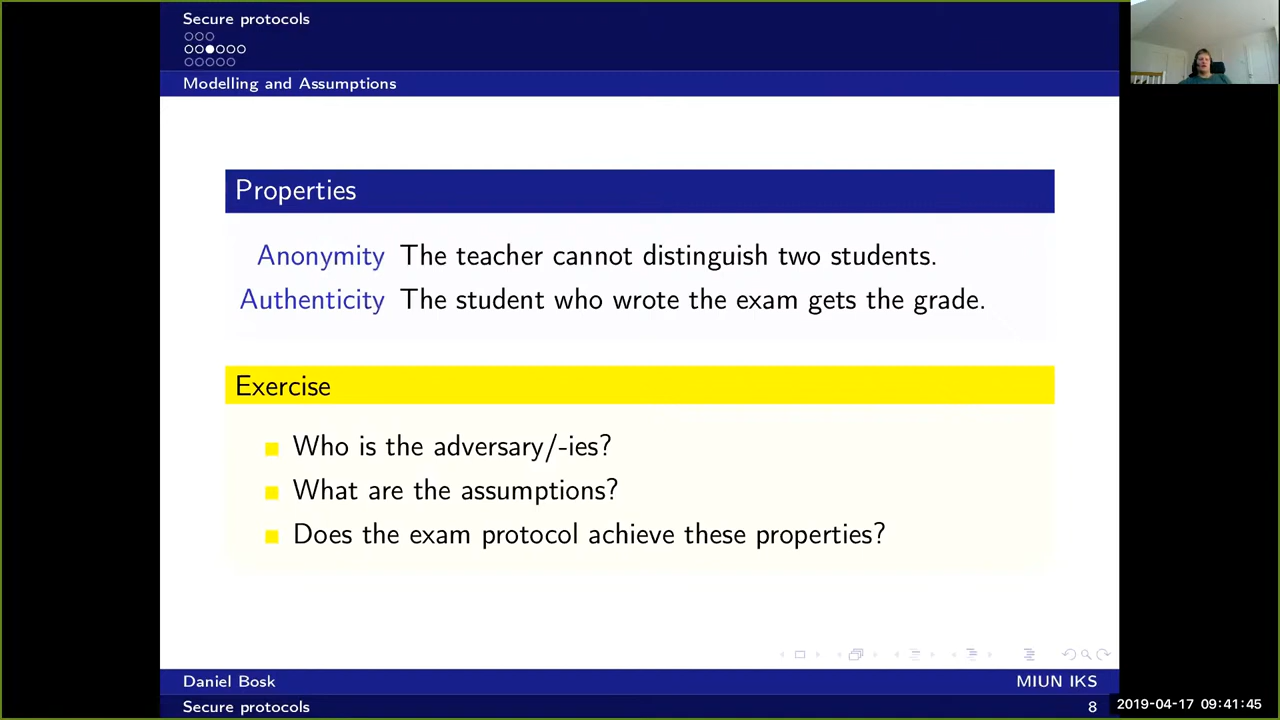 Secure protocols
Modelling and Assumptions
Properties
Anonymity The teacher cannot distinguish two students.
Authenticity The student who wrote the exam gets the grade.
Exercise
Who is the adversary/-ies?
What are the assumptions?
Does the exam protocol achieve these properties?
Daniel Bosk MIUN IKS
Secure protocols 8
2019-04-17 09:41:45